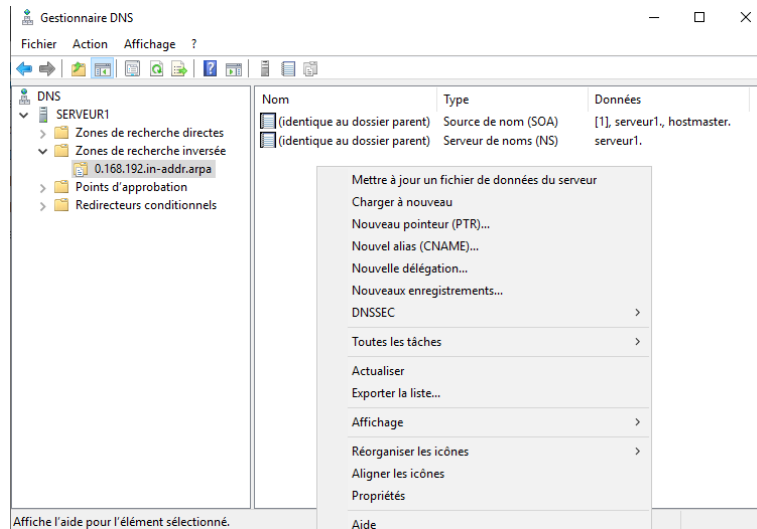 Gestionnaire DNS
Fichier Action Affichage ?
DNS
SERVEUR1
Zones de recherche directes
Zones de recherche inversée
0.168.192.in-addr.arpa
Points d'approbation
Redirecteurs conditionnels
Nom Type Données
(identique au dossier parent) Source de nom (SOA) [1], serveur1., hostmaster.
(identique au dossier parent) Serveur de noms (NS) serveur1.
Mettre à jour un fichier de données du serveur
Charger à nouveau
Nouveau pointeur (PTR)...
Nouvel alias (CNAME)...
Nouvelle délégation...
Nouveaux enregistrements...
DNSSEC
Toutes les tâches
Actualiser
Exporter la liste...
Affichage
Réorganiser les icônes
Aligner les icônes
Propriétés
Aide
Affiche l'aide pour l'élément sélectionné.